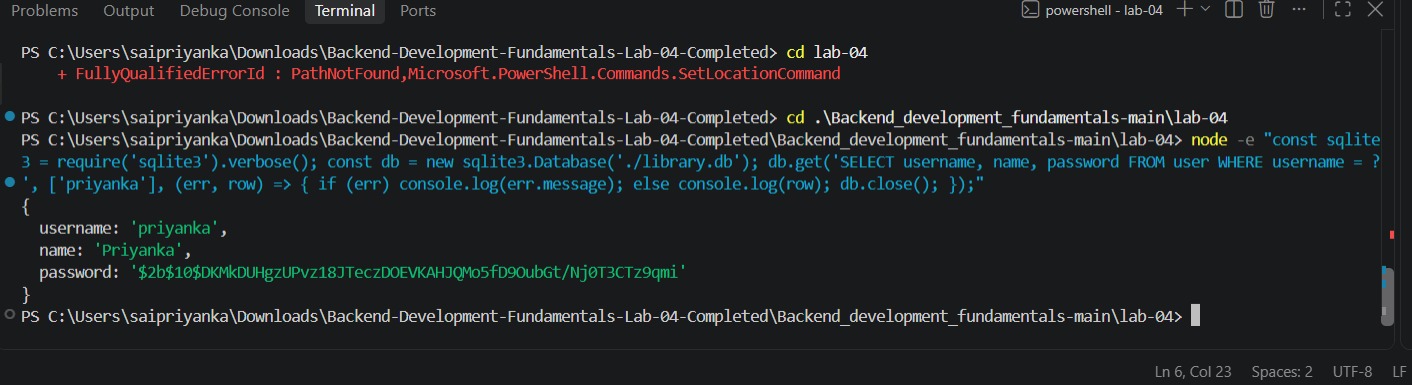 Problems Output Debug Console Terminal Ports powershell - lab-04
PS C:\Users\saipriyanka\Downloads\Backend-Development-Fundamentals-Lab-04-Completed> cd lab-04
+ FullyQualifiedErrorId : PathNotFound,Microsoft.PowerShell.Commands.SetLocationCommand
PS C:\Users\saipriyanka\Downloads\Backend-Development-Fundamentals-Lab-04-Completed> cd .\Backend_development_fundamentals-main\lab-04
PS C:\Users\saipriyanka\Downloads\Backend-Development-Fundamentals-Lab-04-Completed\Backend_development_fundamentals-main\lab-04> node -e "const sqlite
3 = require('sqlite3').verbose(); const db = new sqlite3.Database('./library.db'); db.get('SELECT username, name, password FROM user WHERE username = ?
', ['priyanka'], (err, row) => { if (err) console.log(err.message); else console.log(row); db.close(); });"
{
username: 'priyanka',
name: 'Priyanka',
password: '$2b$10$DKMkDUHgzUPvz18JTeczDOEVKAHJQMo5fD9OubGt/Nj0T3CTz9qmi'
}
PS C:\Users\saipriyanka\Downloads\Backend-Development-Fundamentals-Lab-04-Completed\Backend_development_fundamentals-main\lab-04>
Ln 6, Col 23 Spaces: 2 UTF-8 LF